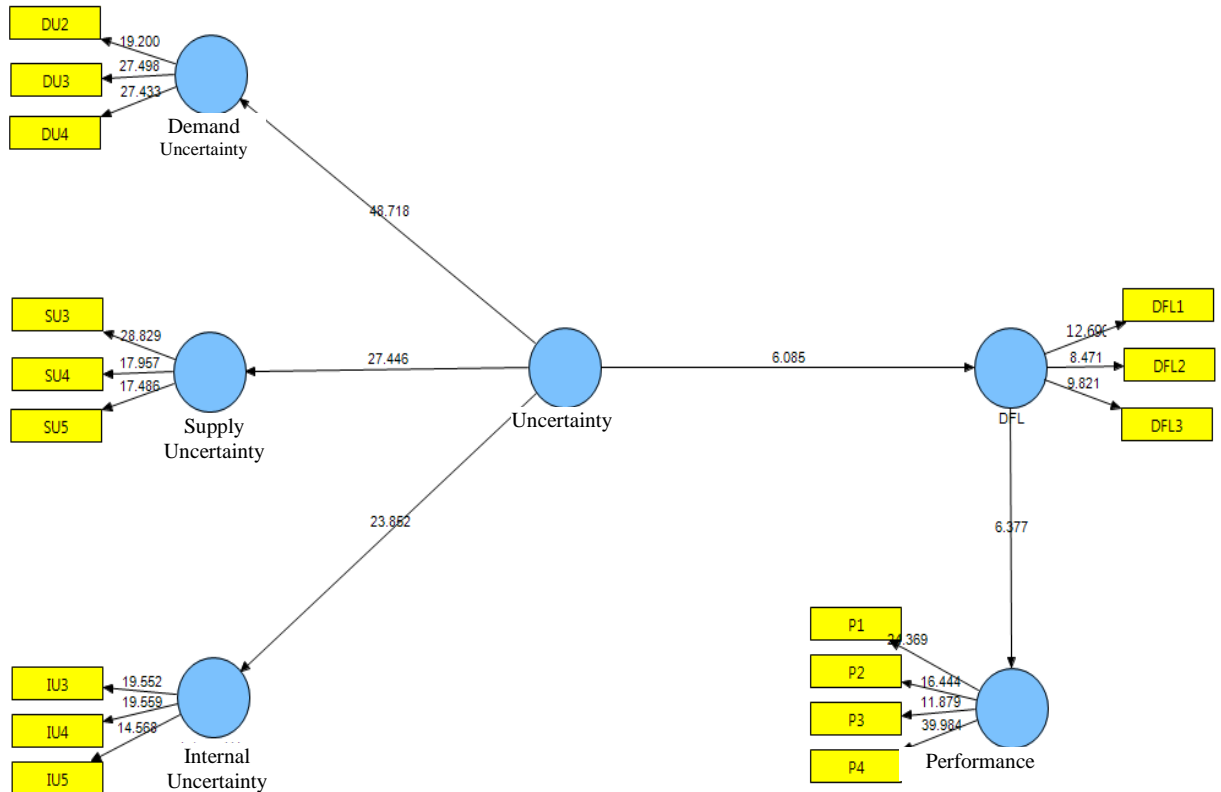 DU2
19.200
DU3
27.498
27.433
DU4
Demand
Uncertainty
48.718
SU3
28.829
SU4
17.957
17.486
SU5
Supply
Uncertainty
27.446
Uncertainty
6.085
DFL1
8.471
DFL2
9.821
DFL3
DFL
23.852
6.377
IU3
19.552
IU4
19.559
14.568
IU5
Internal
Uncertainty
P1
24.369
P2
16.444
11.879
P3
39.984
P4
Performance